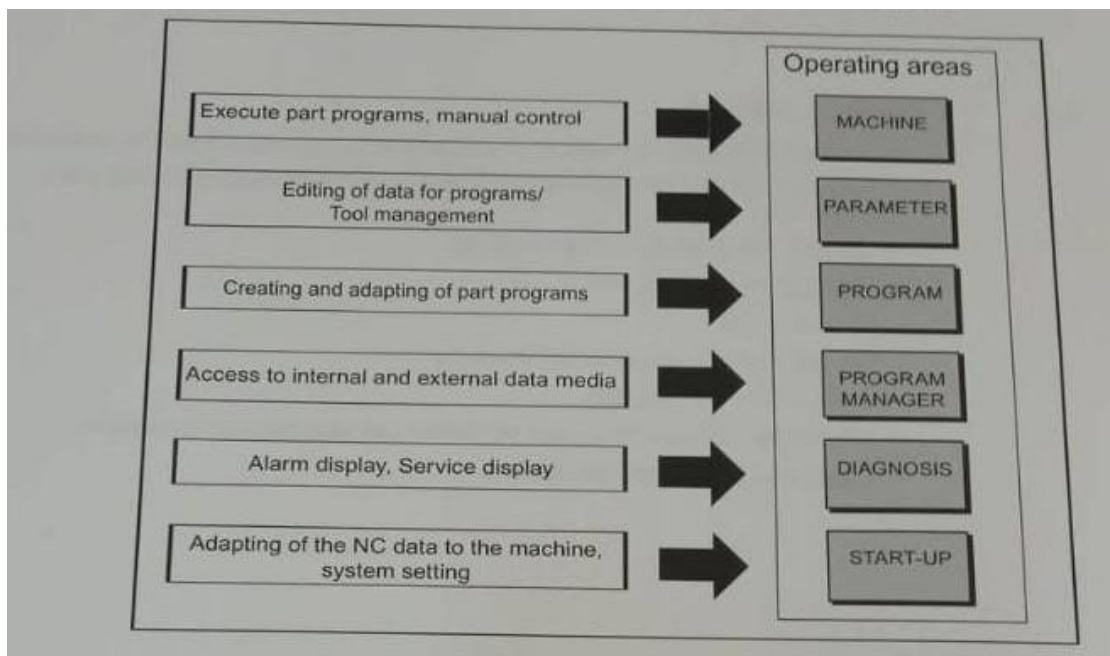 Operating areas
Execute part programs, manual control
MACHINE
Editing of data for programs/
Tool management
PARAMETER
Creating and adapting of part programs
PROGRAM
Access to internal and external data media
PROGRAM
MANAGER
Alarm display, Service display
DIAGNOSIS
Adapting of the NC data to the machine,
system setting
START-UP